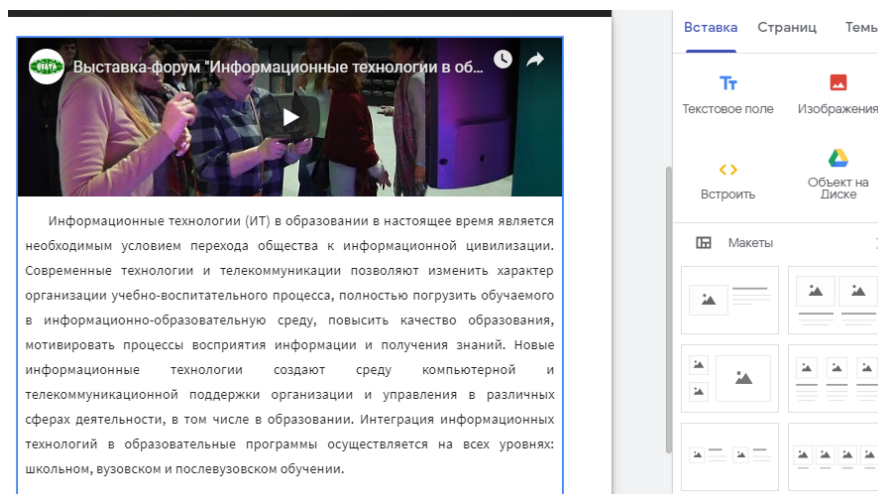 Выставка-форум "Информационные технологии в об...
Информационные технологии (ИТ) в образовании в настоящее время является
необходимым условием перехода общества к информационной цивилизации.
Современные технологии и телекоммуникации позволяют изменить характер
организации учебно-воспитательного процесса, полностью погрузить обучаемого
в информационно-образовательную среду, повысить качество образования,
мотивировать процессы восприятия информации и получения знаний. Новые
информационные технологии создают среду компьютерной и
телекоммуникационной поддержки организации и управления в различных
сферах деятельности, в том числе в образовании. Интеграция информационных
технологий в образовательные программы осуществляется на всех уровнях:
школьном, вузовском и послевузовском обучении.
Вставка Страниц Темы
Тт
Текстовое поле Изображения
Встроить Объект на
Диске
Макеты